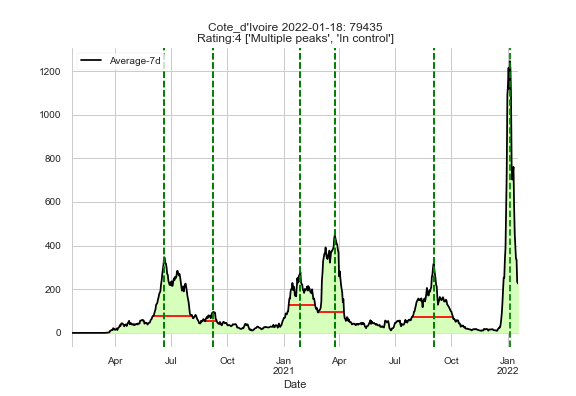 Cote_d'Ivoire 2022-01-18: 79435
Rating:4 ['Multiple peaks', 'In control']
Average-7d
1200
1000
800
600
400
200
0
Apr Jul Oct Jan Apr Jul Oct Jan
2021 2022
Date